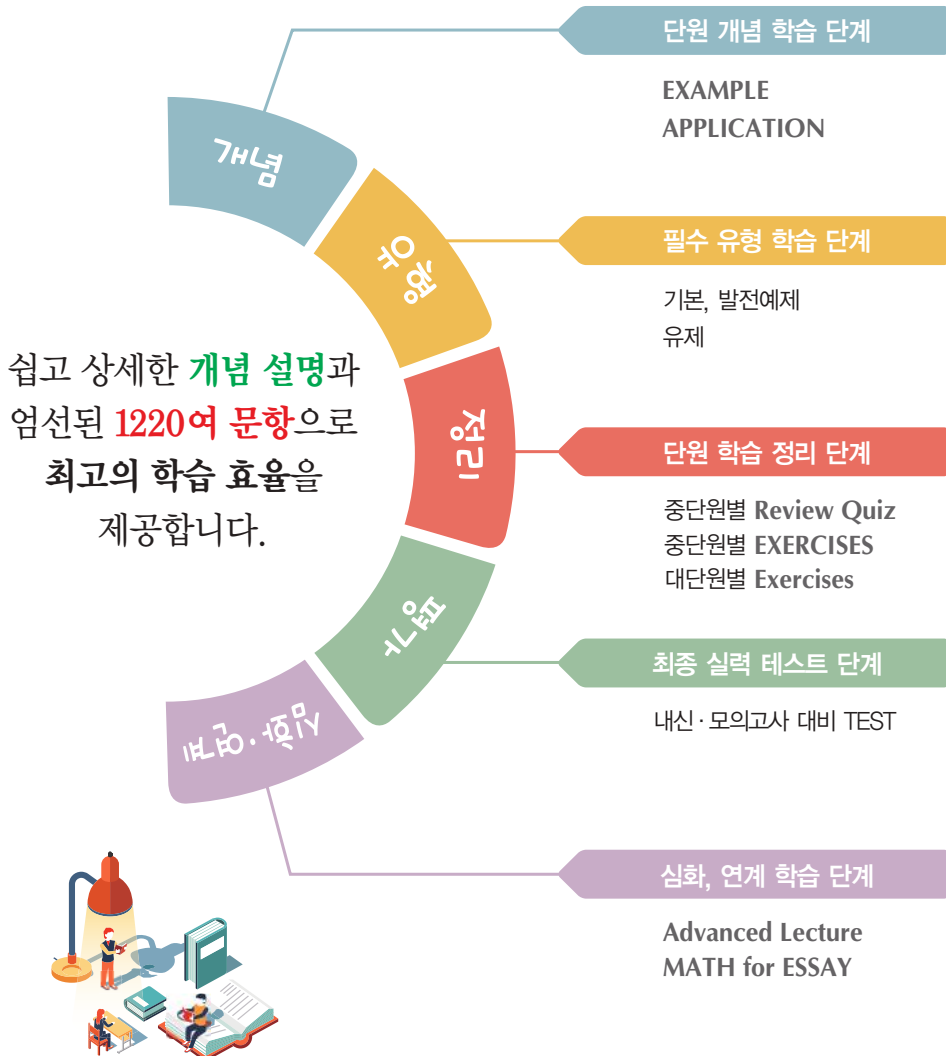 단원 개념 학습 단계
EXAMPLE
APPLICATION
개념
필수 유형 학습 단계
기본, 발전예제
유제
유형
쉽고 상세한 개념 설명과
엄선된 1220여 문항으로
최고의 학습 효율을
제공합니다.
단원 학습 정리 단계
중단원별 Review Quiz
중단원별 EXERCISES
대단원별 Exercises
정리
최종 실력 테스트 단계
내신·모의고사 대비 TEST
평가
심화, 연계 학습 단계
Advanced Lecture
MATH for ESSAY
심화·연계